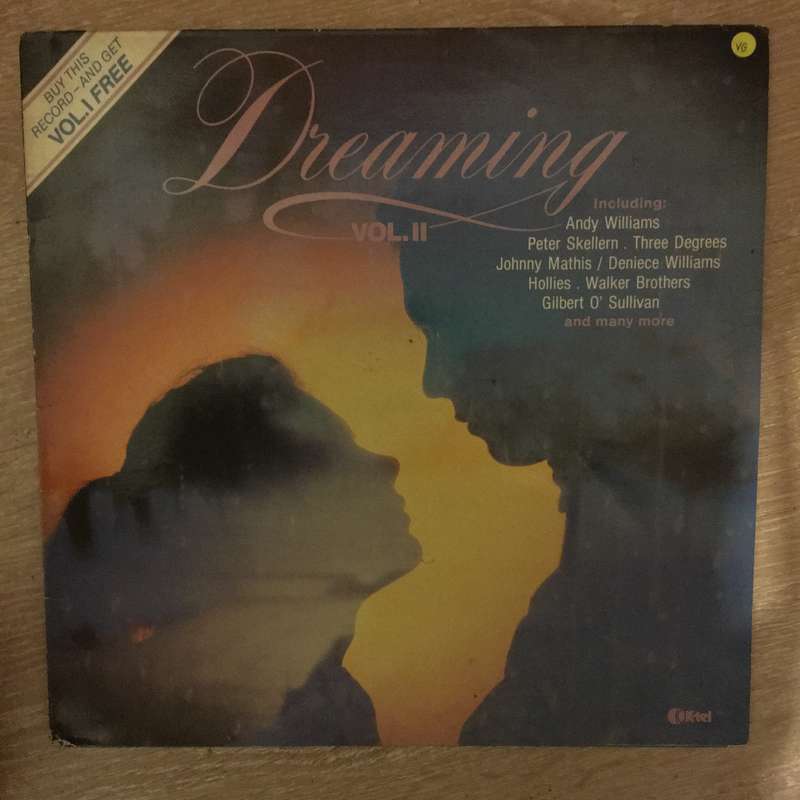 BUY THIS
RECORD - AND GET
VOL.I FREE
VG
Dreaming
VOL. II
Including:
Andy Williams
Peter Skellern . Three Degrees
Johnny Mathis / Deniece Williams
Hollies . Walker Brothers
Gilbert O' Sullivan
and many more
K-tel